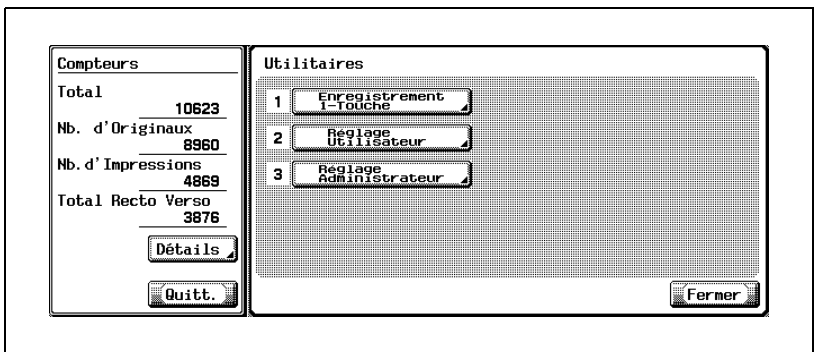 Compteurs
Total
10623
Nb. d'Originaux
8960
Nb.d'Impressions
4869
Total Recto Verso
3876
Détails
Quitt.
Utilitaires
1 Enregistrement
1-Touche
2 Réglage
Utilisateur
3 Réglage
Administrateur
Fermer